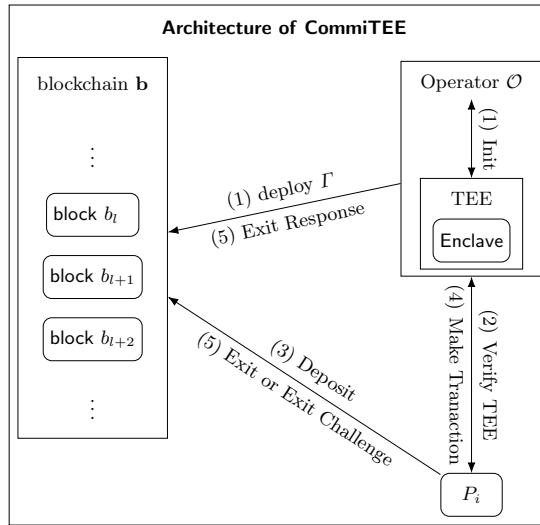 Architecture of CommiTEE
blockchain b
⋮
block b_l
block b_{l+1}
block b_{l+2}
⋮
Operator 𝒪
(1) Init
TEE
Enclave
(1) deploy Γ
(5) Exit Response
(3) Deposit
(5) Exit or Exit Challenge
(2) Verify TEE
(4) Make Tranaction
P_i